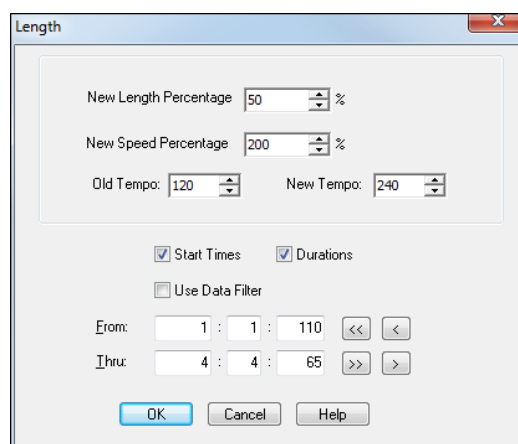 Length
New Length Percentage 50 %
New Speed Percentage 200 %
Old Tempo: 120 New Tempo: 240
Start Times Durations
Use Data Filter
From: 1 : 1 : 110 << <
Thru: 4 : 4 : 65 >> >
OK Cancel Help